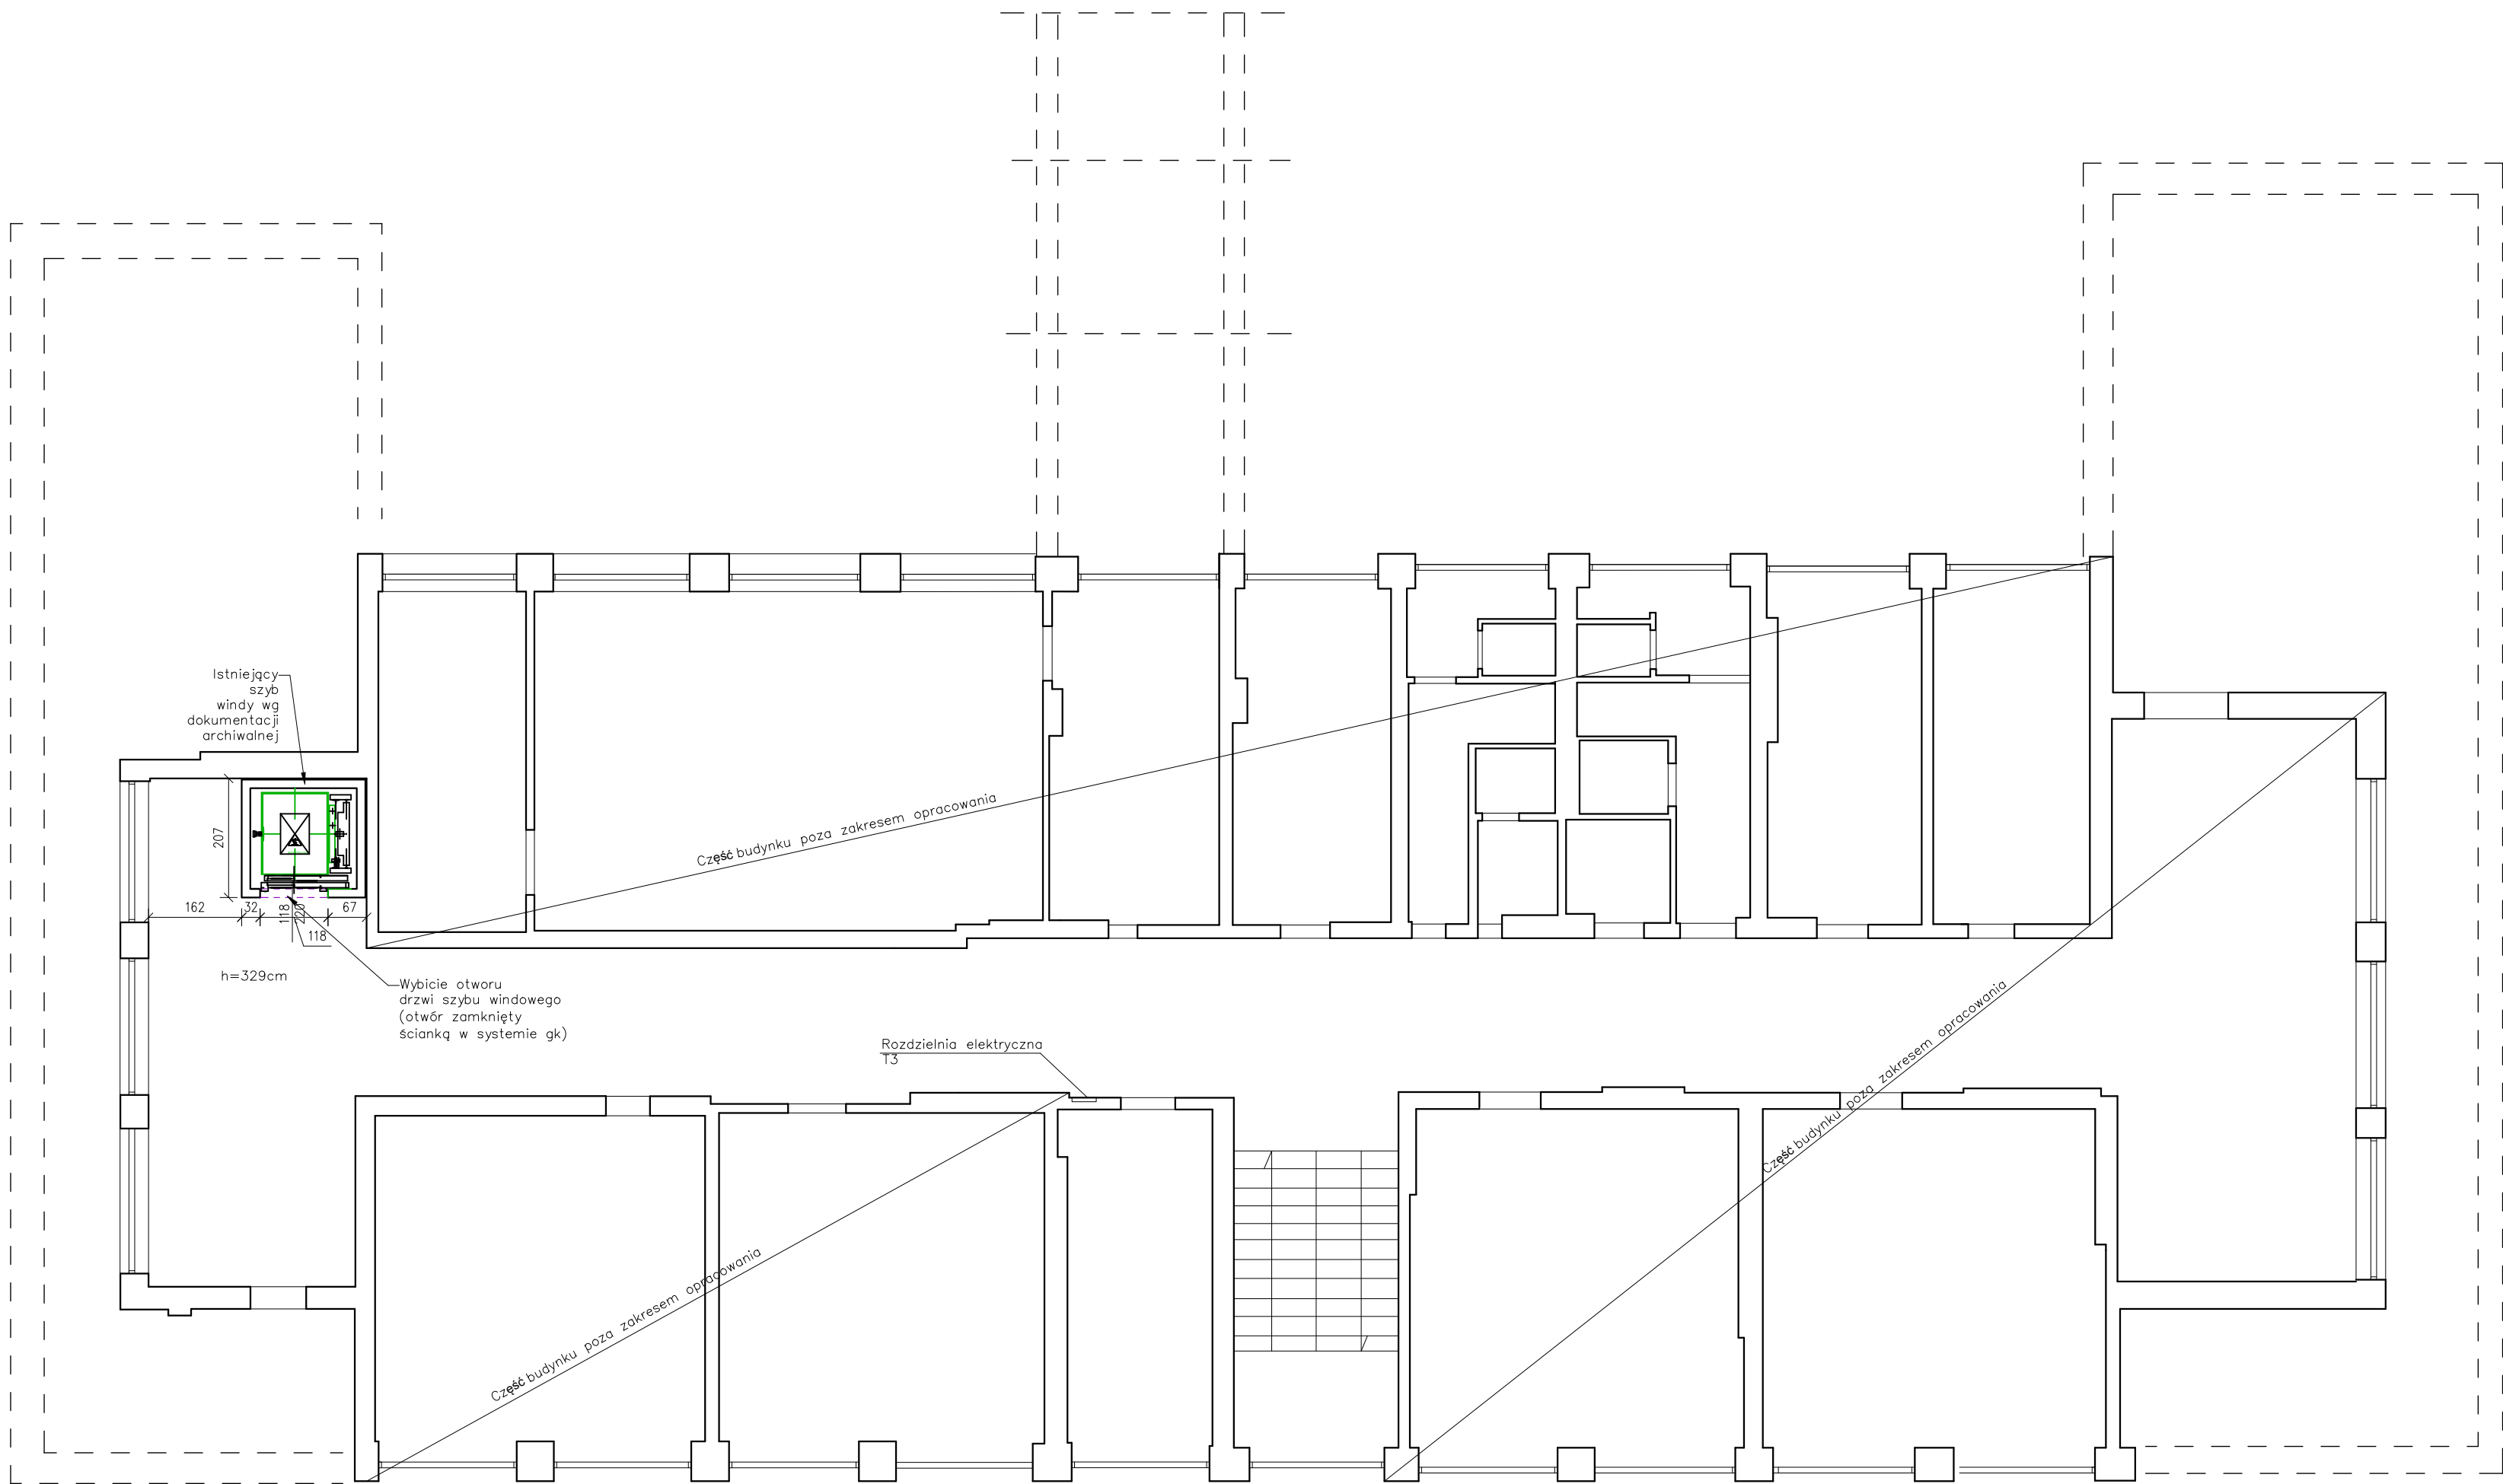 Istniejący
szyb
windy wg
dokumentacji
archiwalnej
Część budynku poza zakresem opracowania
207
162
32
118
220
67
118
h=329cm
Wybicie otworu
drzwi szybu windowego
(otwór zamknięty
ścianką w systemie gk)
Rozdzielnia elektryczna
T3
Część budynku poza zakresem opracowania
Część budynku poza zakresem opracowania